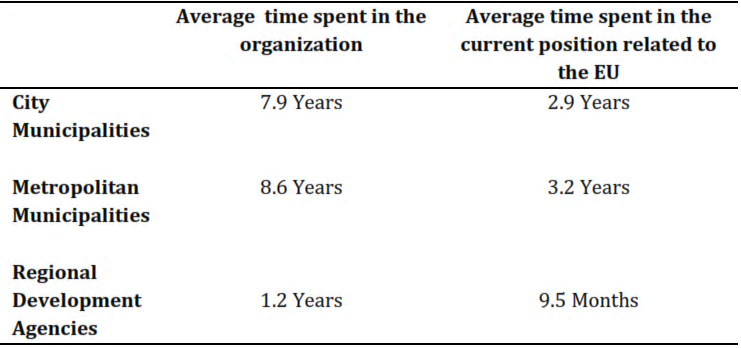 Average time spent in the
organization
Average time spent in the
current position related to
the EU
City
Municipalities
7.9 Years
2.9 Years
Metropolitan
Municipalities
8.6 Years
3.2 Years
Regional
Development
Agencies
1.2 Years
9.5 Months